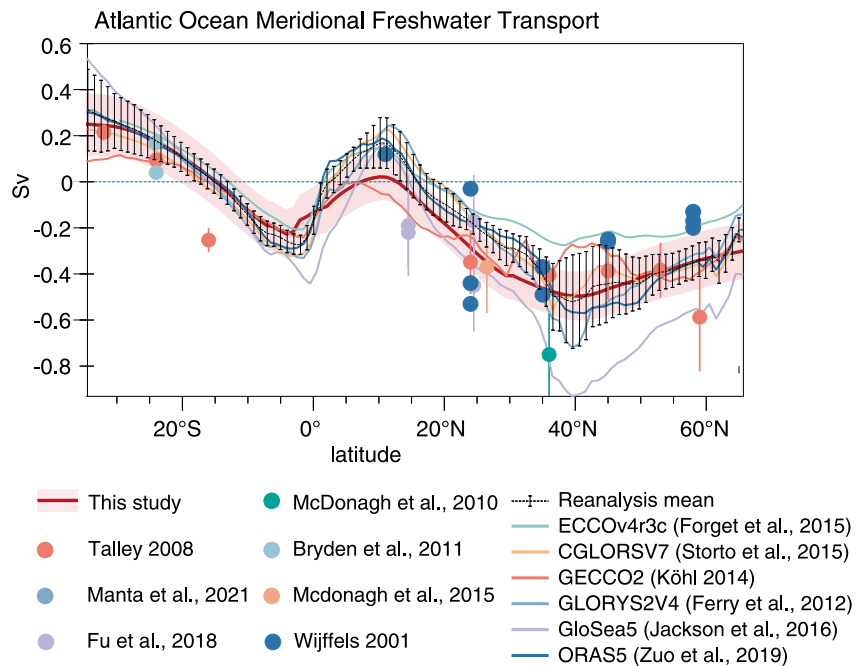 Atlantic Ocean Meridional Freshwater Transport
0.6
0.4
0.2
0
-0.2
-0.4
-0.6
-0.8
Sv
20°S
0°
20°N
40°N
60°N
latitude
This study
Talley 2008
Manta et al., 2021
Fu et al., 2018
McDonagh et al., 2010
Bryden et al., 2011
Mcdonagh et al., 2015
Wijffels 2001
Reanalysis mean
ECCOv4r3c (Forget et al., 2015)
CGLORSV7 (Storto et al., 2015)
GECCO2 (Köhl 2014)
GLORYS2V4 (Ferry et al., 2012)
GloSea5 (Jackson et al., 2016)
ORAS5 (Zuo et al., 2019)